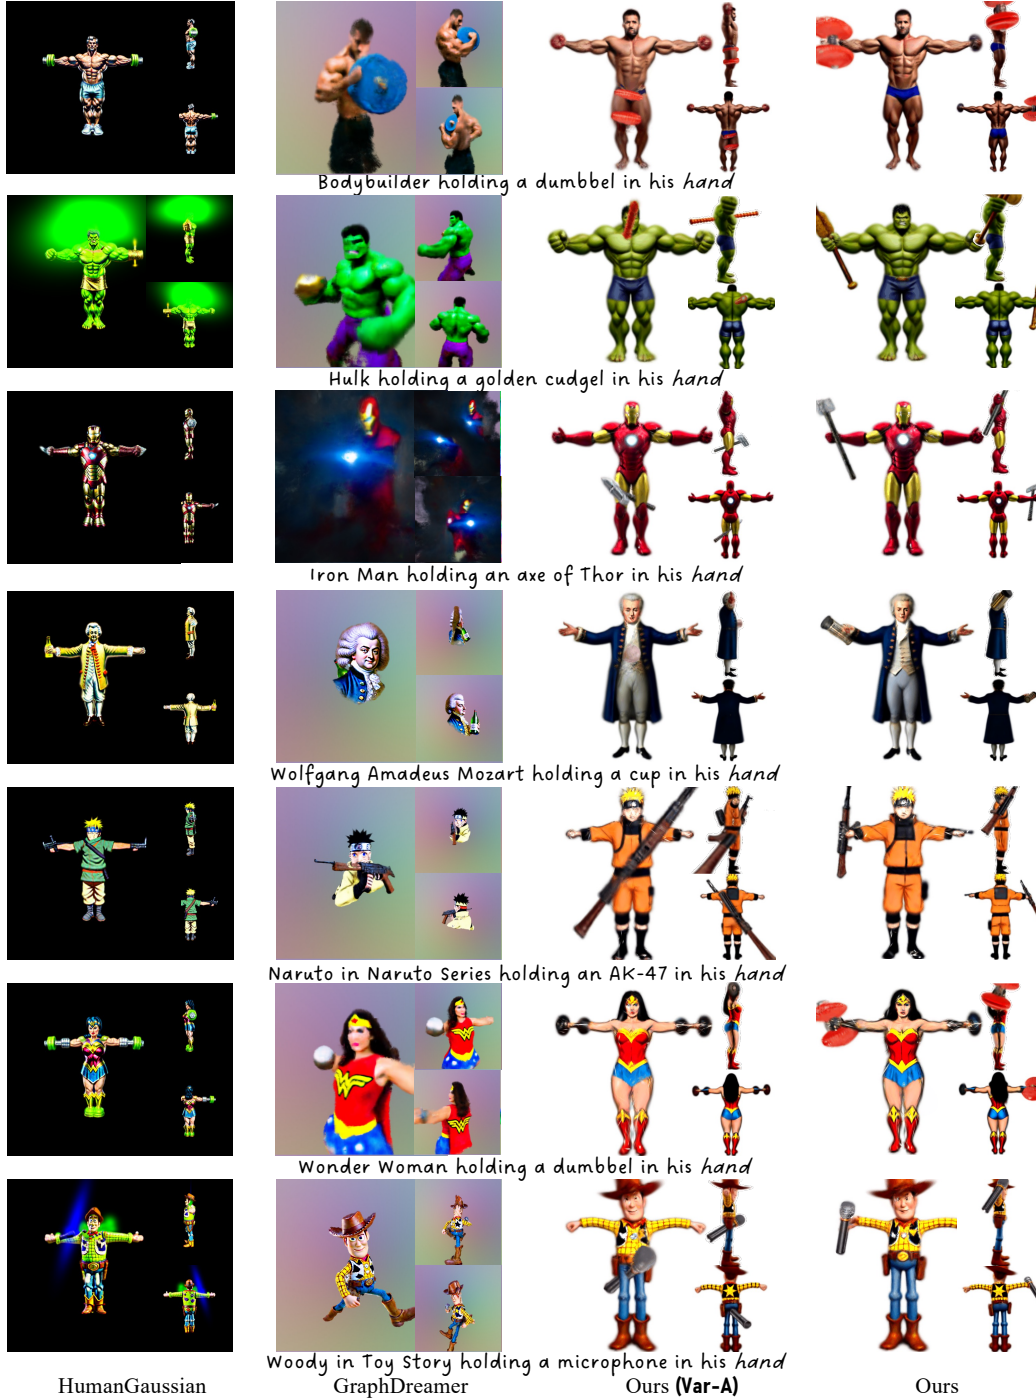 Bodybuilder holding a dumbbel in his hand
Hulk holding a golden cudgel in his hand
Iron Man holding an axe of Thor in his hand
Wolfgang Amadeus Mozart holding a cup in his hand
Naruto in Naruto Series holding an AK-47 in his hand
Wonder Woman holding a dumbbel in his hand
Woody in Toy Story holding a microphone in his hand
HumanGaussian GraphDreamer Ours (Var-A) Ours